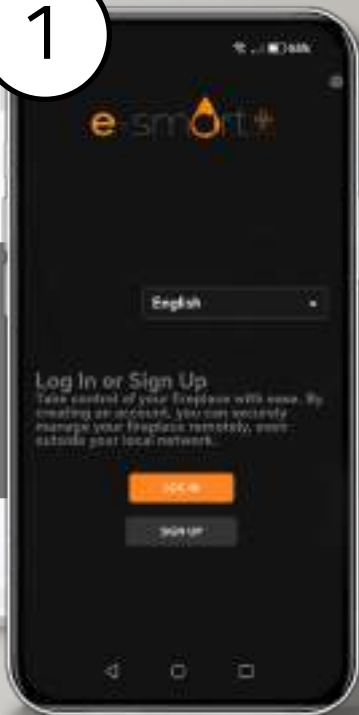 1
e-smart+
English
Log In or Sign Up
Take control of your fireplace with ease. By
creating an account, you can securely
manage your fireplace remotely, even
outside your local network.
LOG IN
SIGN UP